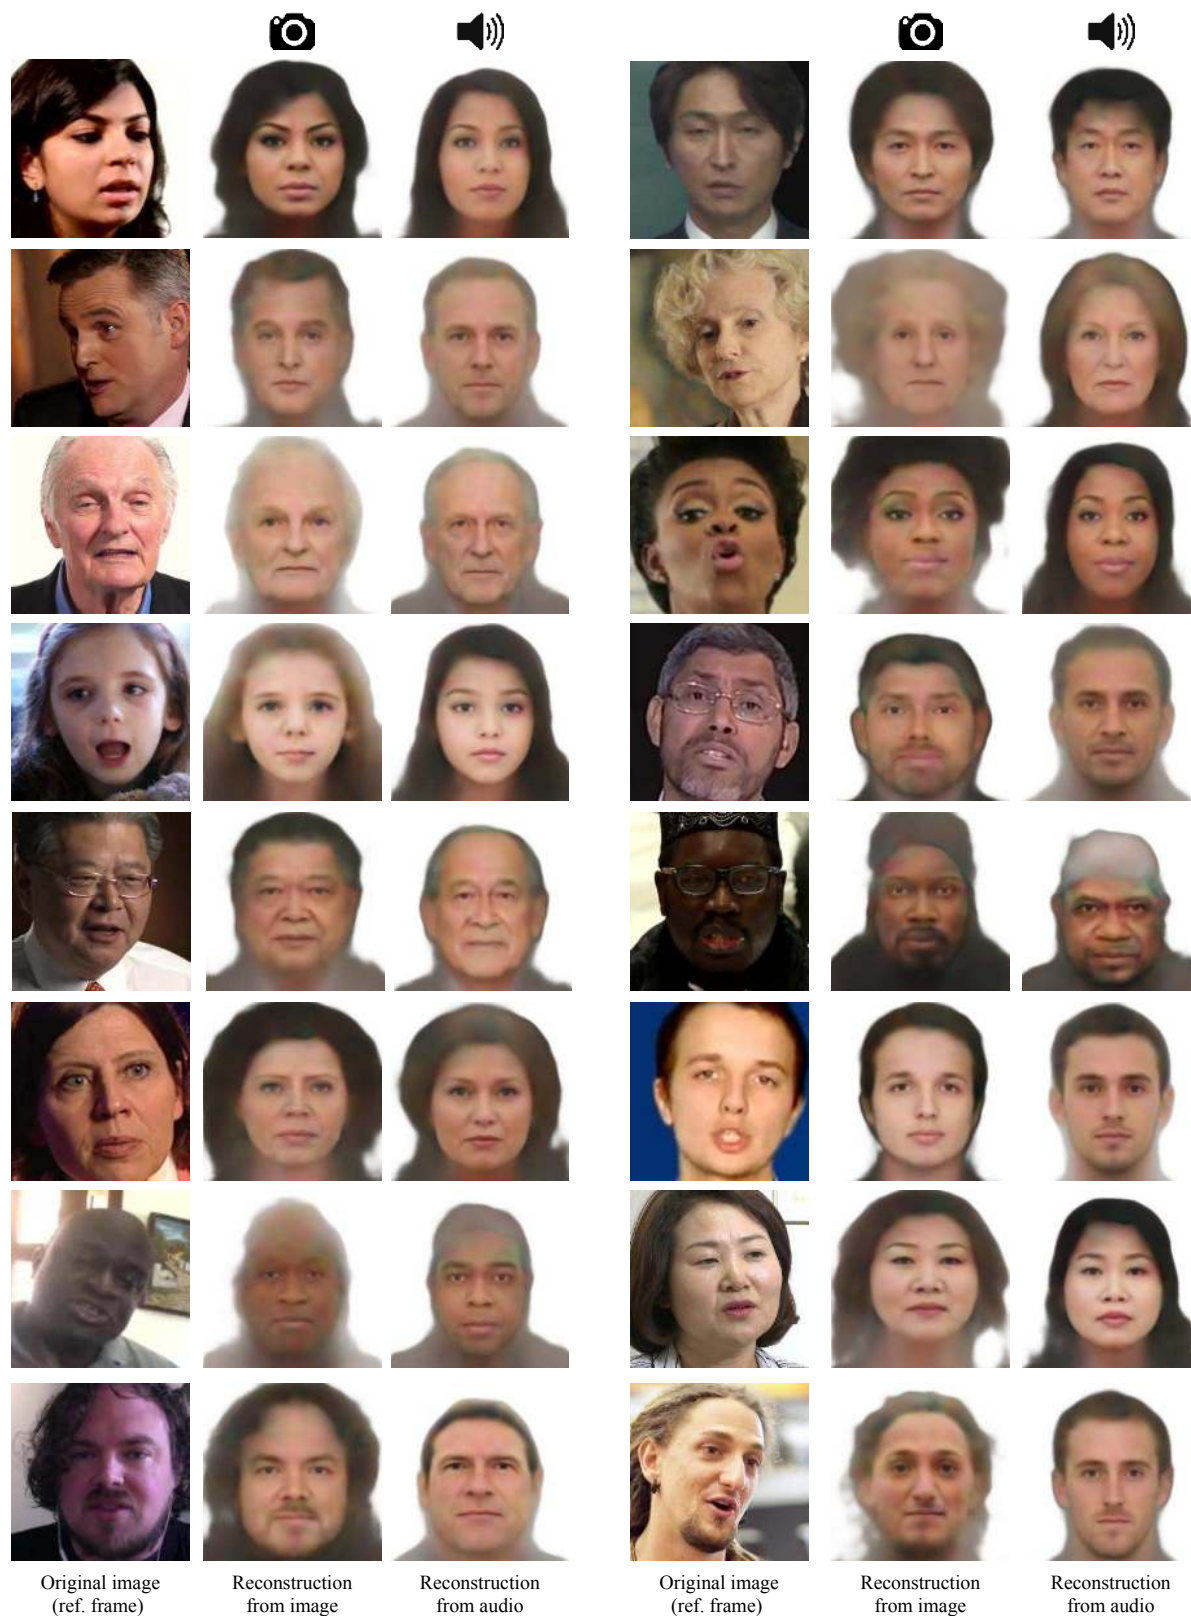 Original image
(ref. frame)
Reconstruction
from image
Reconstruction
from audio
Original image
(ref. frame)
Reconstruction
from image
Reconstruction
from audio